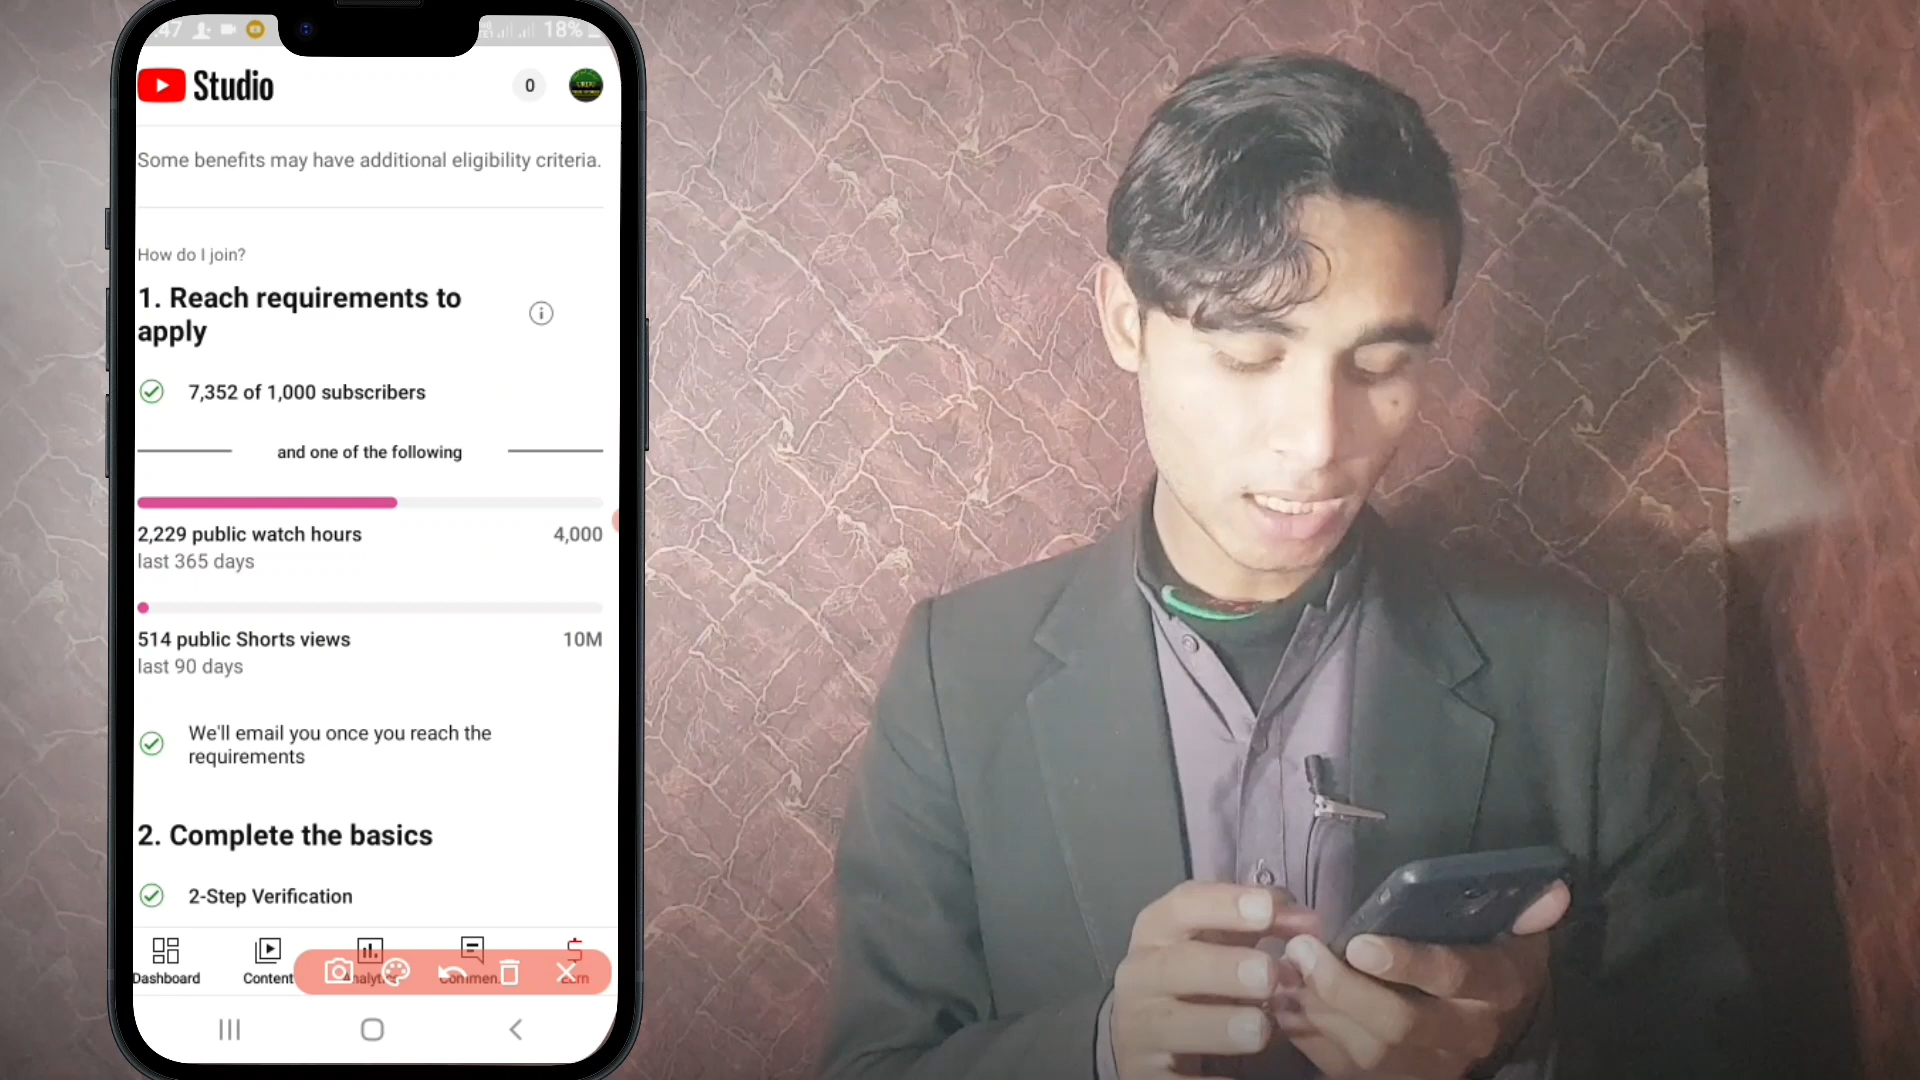 :47
18%
Studio
0
URDU
Some benefits may have additional eligibility criteria.
How do I join?
1. Reach requirements to
apply
7,352 of 1,000 subscribers
and one of the following
2,229 public watch hours
4,000
last 365 days
514 public Shorts views
10M
last 90 days
We'll email you once you reach the
requirements
2. Complete the basics
2-Step Verification
Dashboard
Content